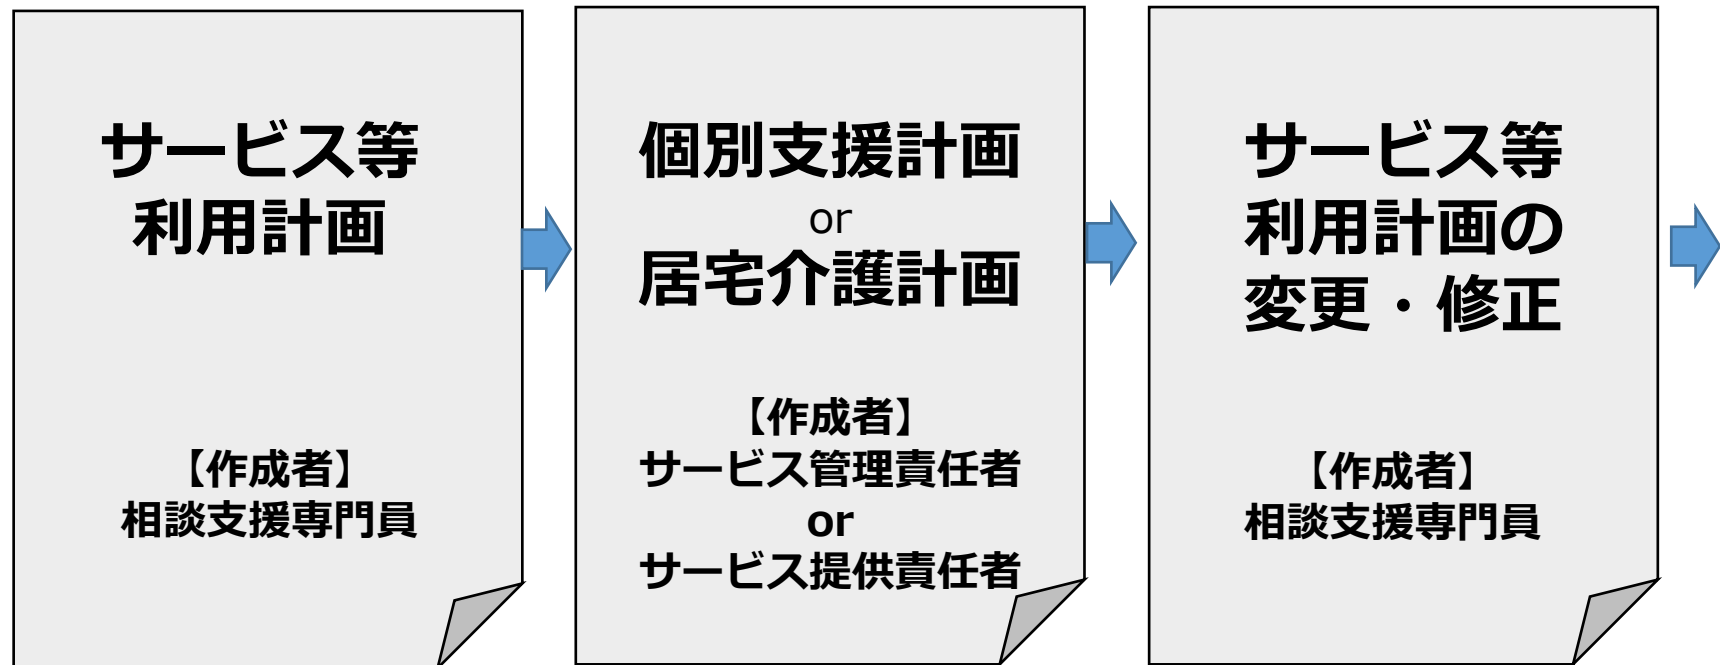 サービス等
利用計画
【作成者】
相談支援専門員
個別支援計画
or
居宅介護計画
【作成者】
サービス管理責任者
or
サービス提供責任者
サービス等
利用計画の
変更・修正
【作成者】
相談支援専門員